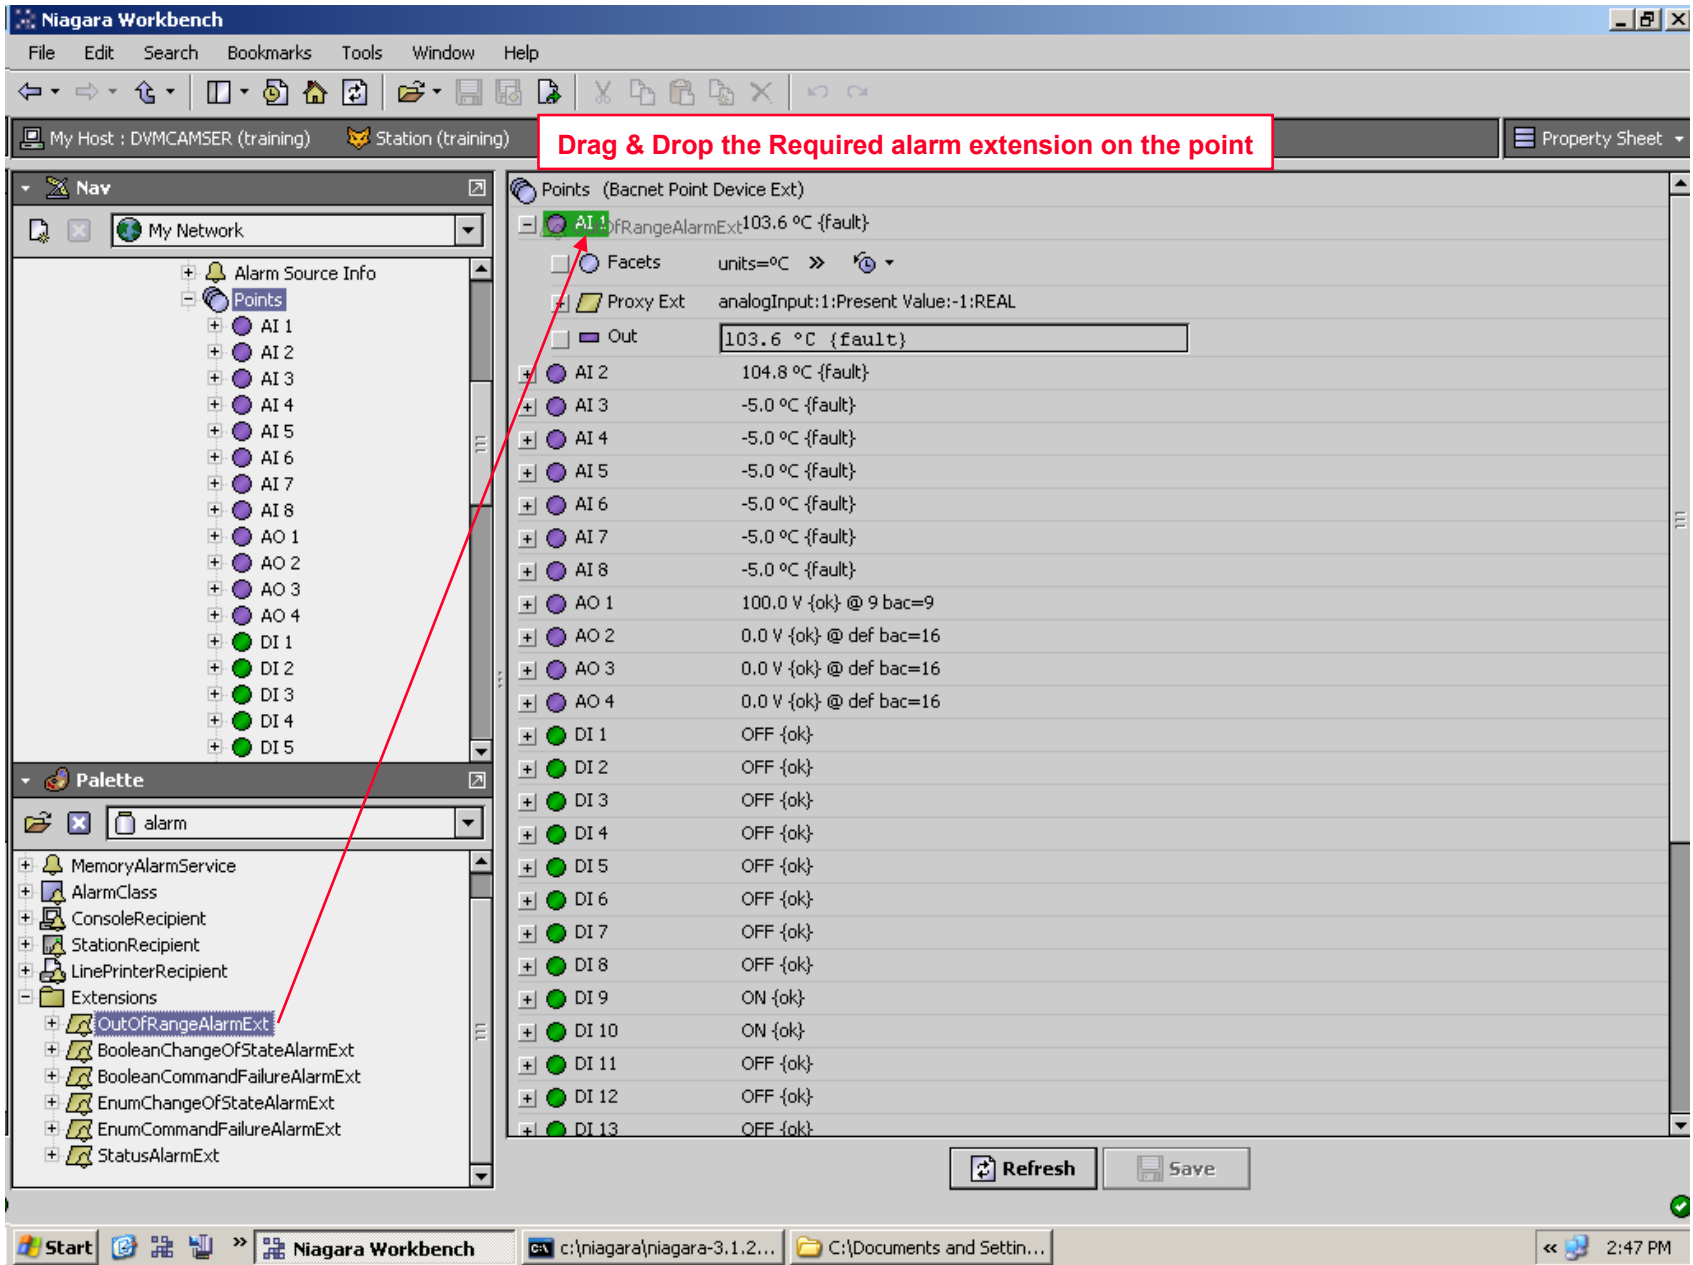 Niagara Workbench
File Edit Search Bookmarks Tools Window Help
My Host : DVMCAMSER (training) Station (training)
Drag & Drop the Required alarm extension on the point
Property Sheet
Nav
My Network
Alarm Source Info
Points
AI 1
AI 2
AI 3
AI 4
AI 5
AI 6
AI 7
AI 8
AO 1
AO 2
AO 3
AO 4
DI 1
DI 2
DI 3
DI 4
DI 5
Palette
alarm
MemoryAlarmService
AlarmClass
ConsoleRecipient
StationRecipient
LinePrinterRecipient
Extensions
OutOfRangeAlarmExt
BooleanChangeOfStateAlarmExt
BooleanCommandFailureAlarmExt
EnumChangeOfStateAlarmExt
EnumCommandFailureAlarmExt
StatusAlarmExt
Points (Bacnet Point Device Ext)
AI 1 OfRangeAlarmExt 103.6 ºC {fault}
Facets units=ºC »
Proxy Ext analogInput:1:Present Value:-1:REAL
Out 103.6 ºC {fault}
AI 2 104.8 ºC {fault}
AI 3 -5.0 ºC {fault}
AI 4 -5.0 ºC {fault}
AI 5 -5.0 ºC {fault}
AI 6 -5.0 ºC {fault}
AI 7 -5.0 ºC {fault}
AI 8 -5.0 ºC {fault}
AO 1 100.0 V {ok} @ 9 bac=9
AO 2 0.0 V {ok} @ def bac=16
AO 3 0.0 V {ok} @ def bac=16
AO 4 0.0 V {ok} @ def bac=16
DI 1 OFF {ok}
DI 2 OFF {ok}
DI 3 OFF {ok}
DI 4 OFF {ok}
DI 5 OFF {ok}
DI 6 OFF {ok}
DI 7 OFF {ok}
DI 8 OFF {ok}
DI 9 ON {ok}
DI 10 ON {ok}
DI 11 OFF {ok}
DI 12 OFF {ok}
DI 13 OFF {ok}
Refresh Save
Start » Niagara Workbench c:\niagara\niagara-3.1.2... C:\Documents and Settin... « 2:47 PM